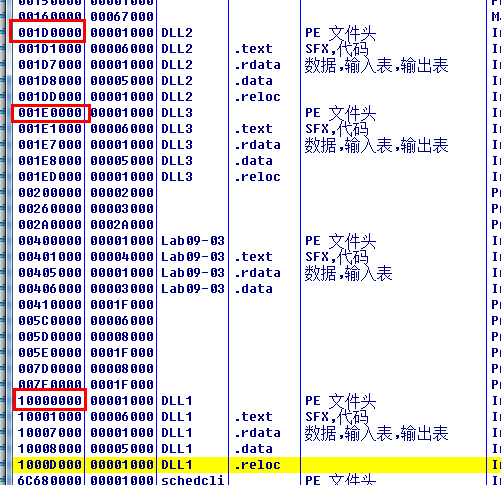 00160000 00067000
001D0000 00001000 DLL2 PE 文件头 I
001D1000 00006000 DLL2 .text SFX,代码 I
001D7000 00001000 DLL2 .rdata 数据,输入表,输出表 I
001D8000 00005000 DLL2 .data I
001DD000 00001000 DLL2 .reloc I
001E0000 00001000 DLL3 PE 文件头 I
001E1000 00006000 DLL3 .text SFX,代码 I
001E7000 00001000 DLL3 .rdata 数据,输入表,输出表 I
001E8000 00005000 DLL3 .data I
001ED000 00001000 DLL3 .reloc I
00200000 00002000 P
00260000 00003000 P
002A0000 0002A000 P
00400000 00001000 Lab09-03 PE 文件头 I
00401000 00004000 Lab09-03 .text SFX,代码 I
00405000 00001000 Lab09-03 .rdata 数据,输入表 I
00406000 00003000 Lab09-03 .data I
00410000 0001F000 P
005C0000 00006000 P
005D0000 00008000 P
005E0000 0001F000 P
007D0000 00008000 P
007E0000 0001F000 P
10000000 00001000 DLL1 PE 文件头 I
10001000 00006000 DLL1 .text SFX,代码 I
10007000 00001000 DLL1 .rdata 数据,输入表,输出表 I
10008000 00005000 DLL1 .data I
1000D000 00001000 DLL1 .reloc I
6C680000 00001000 schedcli PE 文件头 I